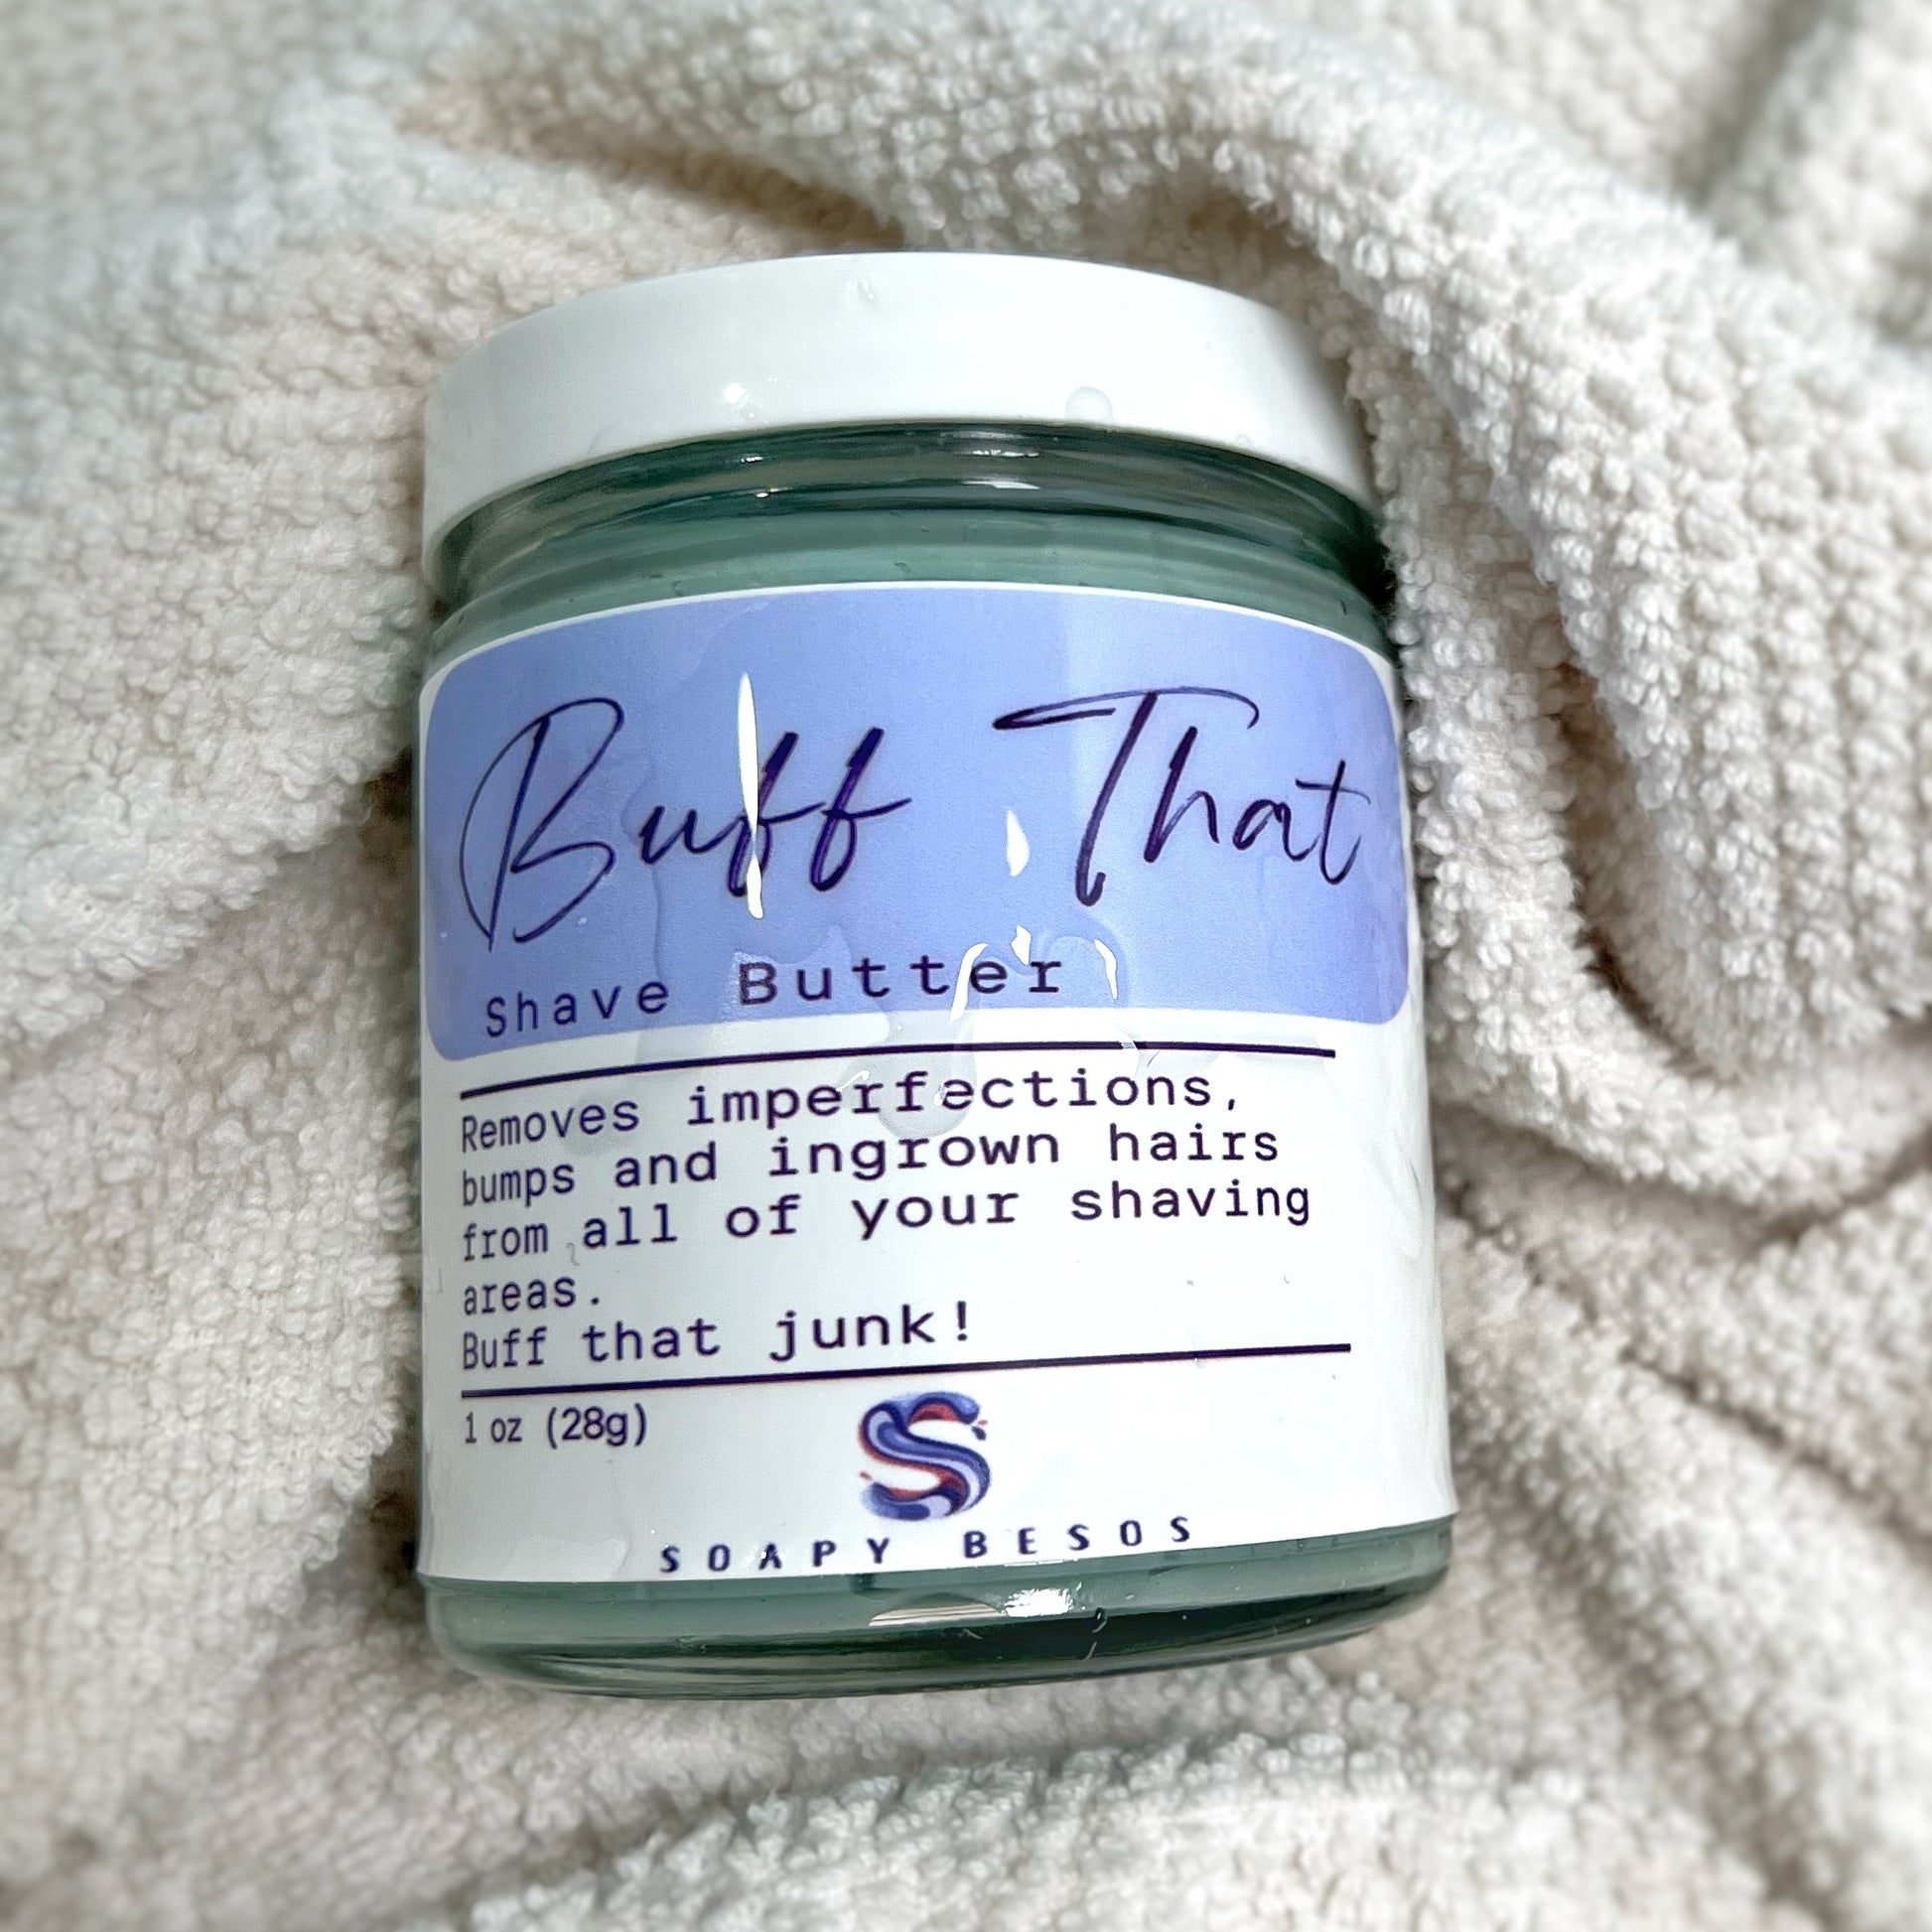 Buff That
Shave Butter
Removes imperfections,
bumps and ingrown hairs
from all of your shaving
areas.
Buff that junk!
1 oz (28g)
S
SOAPY BESOS